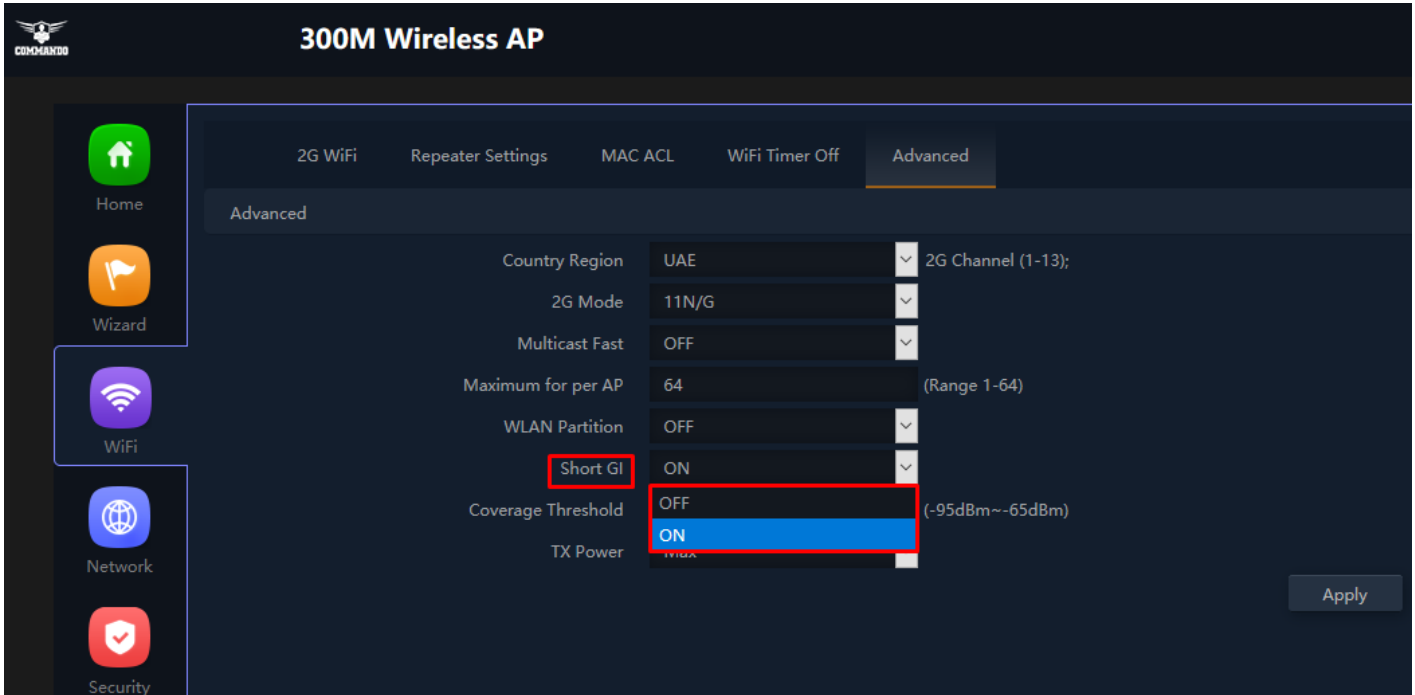 COMMANDO
300M Wireless AP
Home
Wizard
WiFi
Network
Security
2G WiFi Repeater Settings MAC ACL WiFi Timer Off Advanced
Advanced
Country Region UAE 2G Channel (1-13);
2G Mode 11N/G
Multicast Fast OFF
Maximum for per AP 64 (Range 1-64)
WLAN Partition OFF
Short GI ON
OFF
Coverage Threshold (-95dBm~-65dBm)
ON
TX Power Max
Apply